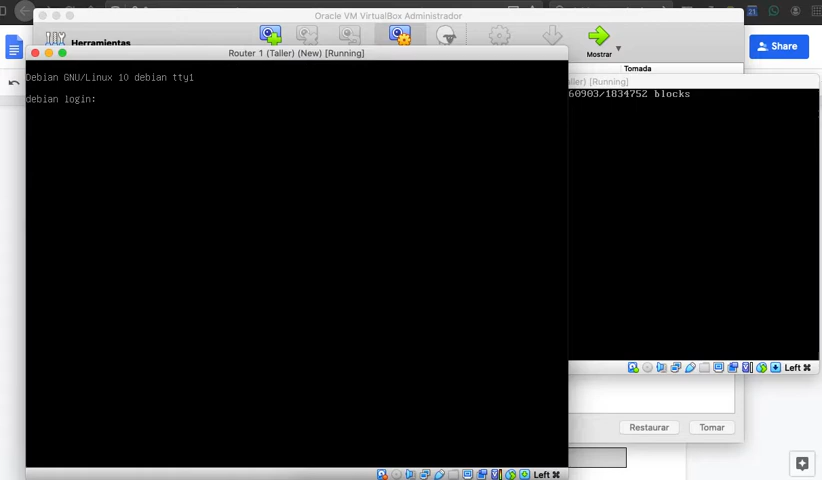 Oracle VM VirtualBox Administrador
Herramientas
Mostrar
Share
Router 1 (Taller) (New) [Running]
Tomada
Debian GNU/Linux 10 debian tty1
aller) [Running]
60903/1834752 blocks
debian login:
Left ⌘
Restaurar
Tomar
Left ⌘